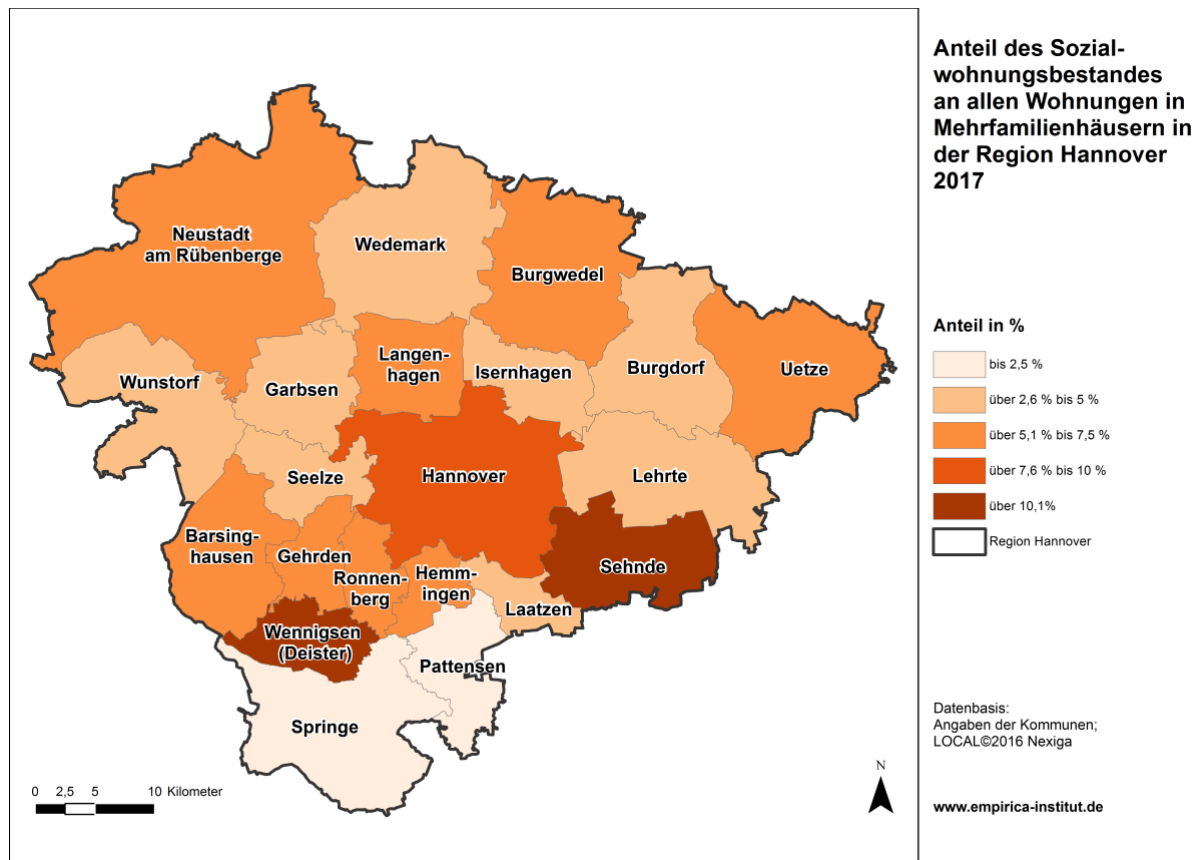 Anteil des Sozial-
wohnungsbestandes
an allen Wohnungen in
Mehrfamilienhäusern in
der Region Hannover
2017
Neustadt
am Rübenberge
Wedemark
Burgwedel
Langen-
hagen
Isernhagen
Burgdorf
Uetze
Wunstorf
Garbsen
Seelze
Hannover
Lehrte
Barsing-
hausen
Gehrden
Ronnen-
berg
Hemm-
ingen
Laatzen
Sehnde
Wennigsen
(Deister)
Pattensen
Springe
Anteil in %
bis 2,5 %
über 2,6 % bis 5 %
über 5,1 % bis 7,5 %
über 7,6 % bis 10 %
über 10,1%
Region Hannover
Datenbasis:
Angaben der Kommunen;
LOCAL©2016 Nexiga
www.empirica-institut.de
0 2,5 5 10 Kilometer
N